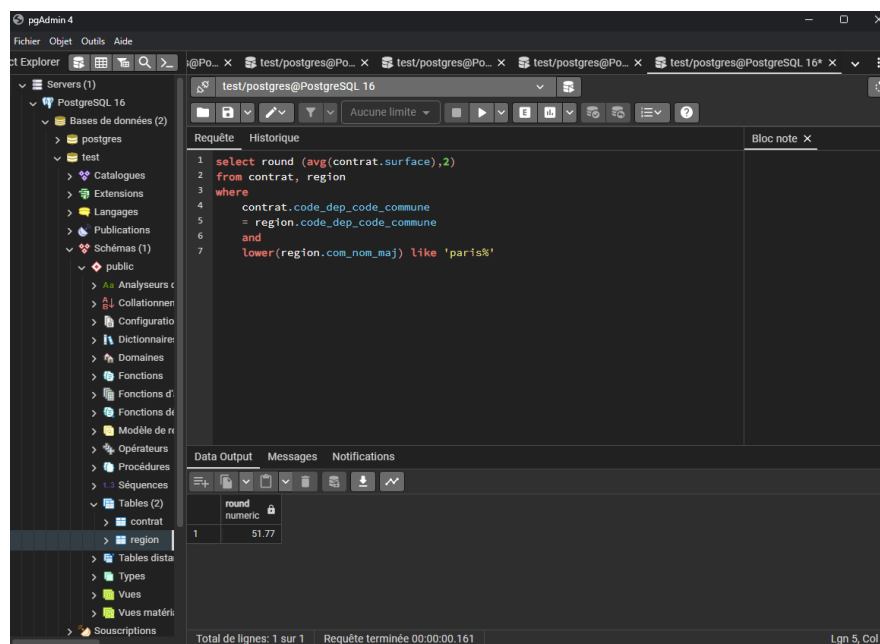 pgAdmin 4
Fichier Objet Outils Aide
ct Explorer
s@Po... test/postgres@Po... test/postgres@Po... test/postgres@Po... test/postgres@PostgreSQL 16*
Servers (1)
PostgreSQL 16
Bases de données (2)
postgres
test
Catalogues
Extensions
Langages
Publications
Schémas (1)
public
Analyseurs d
Collationnen
Configuratio
Dictionnaires
Domaines
Fonctions
Fonctions d'
Fonctions de
Modèle de re
Opérateurs
Procédures
1..3 Séquences
Tables (2)
contrat
region
Tables dista
Types
Vues
Vues matéria
Souscriptions
test/postgres@PostgreSQL 16
Aucune limite
Requête Historique
Bloc note
1 select round (avg(contrat.surface),2)
2 from contrat, region
3 where
4 contrat.code_dep_code_commune
5 = region.code_dep_code_commune
6 and
7 lower(region.com_nom_maj) like 'paris%'
Data Output Messages Notifications
round
numeric
1 51.77
Total de lignes: 1 sur 1 Requête terminée 00:00:00.161 Lgn 5, Col